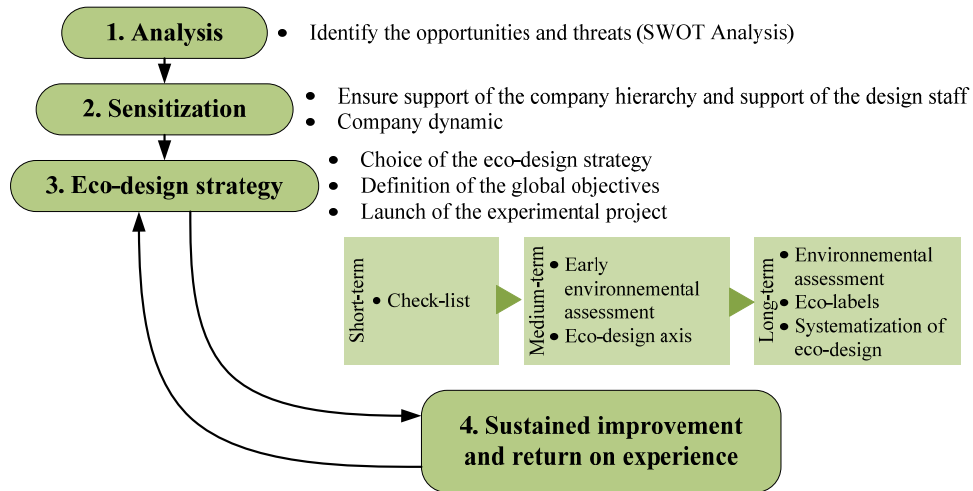 1. Analysis
• Identify the opportunities and threats (SWOT Analysis)
2. Sensitization
• Ensure support of the company hierarchy and support of the design staff
• Company dynamic
3. Eco-design strategy
• Choice of the eco-design strategy
• Definition of the global objectives
• Launch of the experimental project
Short-term
• Check-list
Medium-term
• Early
environnemental
assessment
• Eco-design axis
Long-term
• Environnemental
assessment
• Eco-labels
• Systematization of
eco-design
4. Sustained improvement
and return on experience